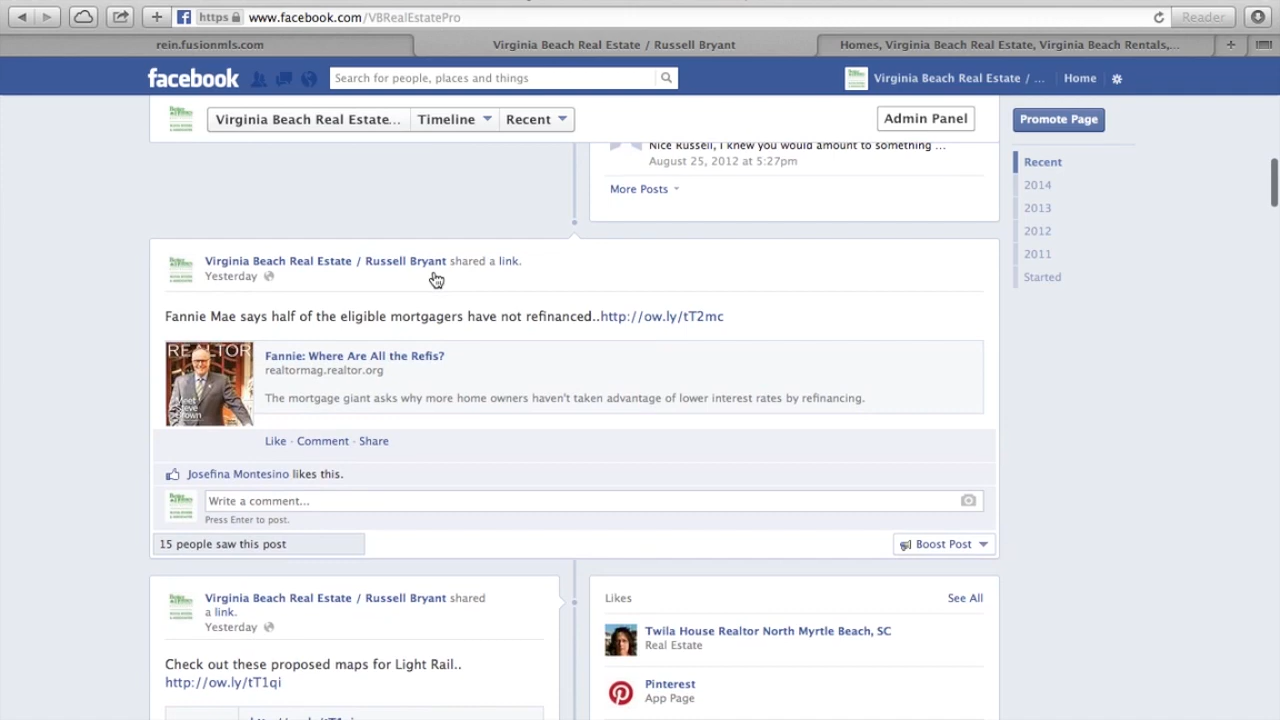 https www.facebook.com/VBRealEstatePro Reader
rein.fusionmls.com Virginia Beach Real Estate / Russell Bryant Homes, Virginia Beach Real Estate, Virginia Beach Rentals,...
facebook Search for people, places and things Virginia Beach Real Estate / ... Home
Virginia Beach Real Estate... Timeline Recent Admin Panel Promote Page
Nice Russell, I knew you would amount to something ...
August 25, 2012 at 5:27pm
More Posts
Recent
2014
2013
2012
2011
Started
Virginia Beach Real Estate / Russell Bryant shared a link.
Yesterday
Fannie Mae says half of the eligible mortgagers have not refinanced..http://ow.ly/tT2mc
REALTOR
Meet
Steve
Brown
Fannie: Where Are All the Refis?
realtormag.realtor.org
The mortgage giant asks why more home owners haven't taken advantage of lower interest rates by refinancing.
Like · Comment · Share
Josefina Montesino likes this.
Write a comment...
Press Enter to post.
15 people saw this post Boost Post
Virginia Beach Real Estate / Russell Bryant shared
a link.
Yesterday
Check out these proposed maps for Light Rail..
http://ow.ly/tT1qi
Likes See All
Twila House Realtor North Myrtle Beach, SC
Real Estate
Pinterest
App Page